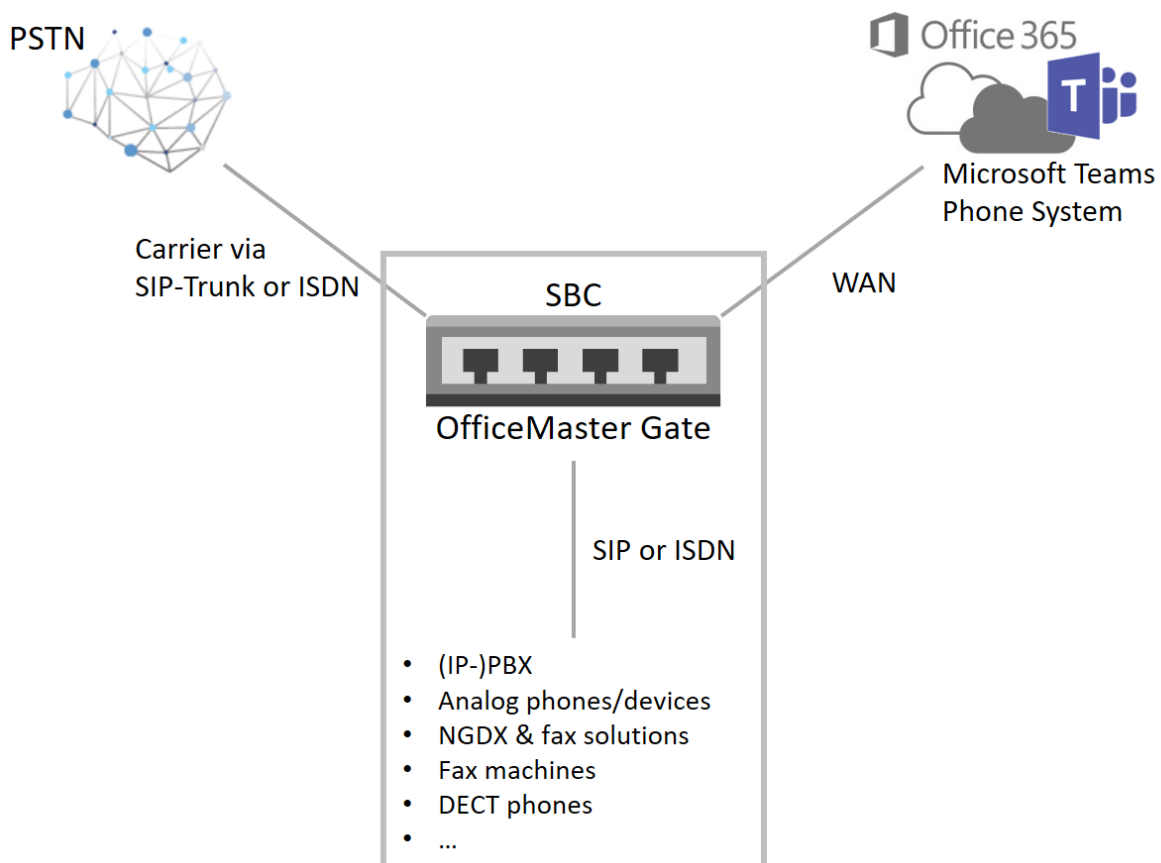 PSTN
Office 365
T
Microsoft Teams
Phone System
Carrier via
SIP-Trunk or ISDN
WAN
SBC
OfficeMaster Gate
SIP or ISDN
• (IP-)PBX
• Analog phones/devices
• NGDX & fax solutions
• Fax machines
• DECT phones
• ...